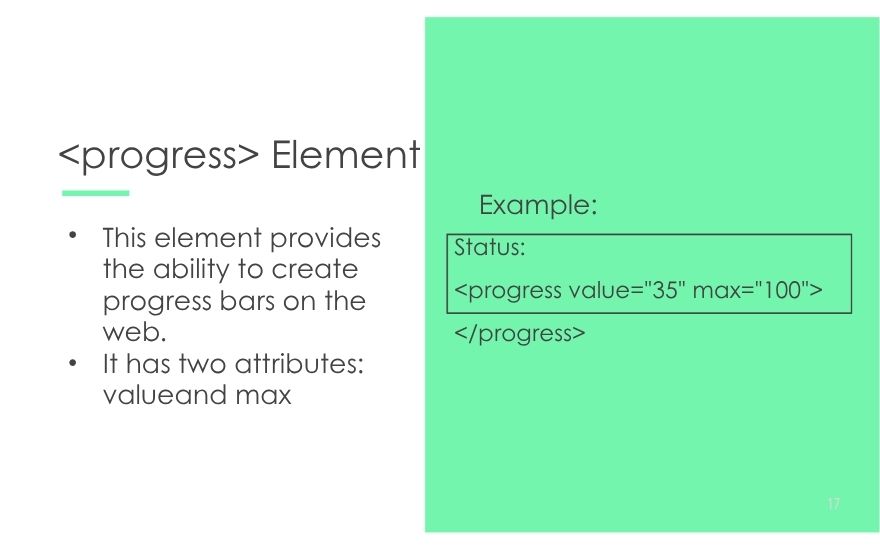 <progress> Element
• This element provides
the ability to create
progress bars on the
web.
• It has two attributes:
valueand max
Example:
Status:
<progress value="35" max="100">
</progress>
17